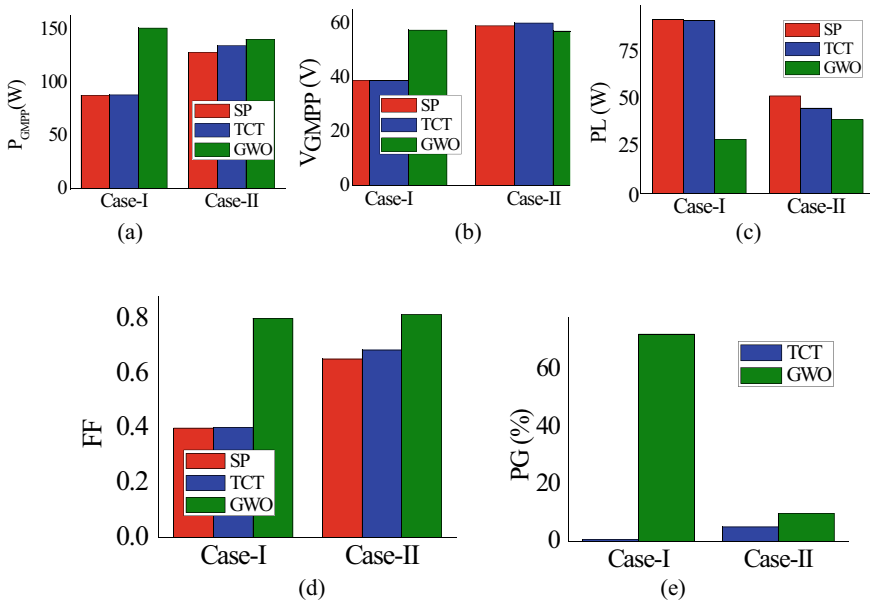 150
100
50
0
P_GMPP(W)
SP
TCT
GWO
Case-I Case-II
(a)
60
40
20
0
VGMPP (V)
SP
TCT
GWO
Case-I Case-II
(b)
75
50
25
0
PL (W)
SP
TCT
GWO
Case-I Case-II
(c)
0.8
0.6
0.4
0.2
0.0
FF
SP
TCT
GWO
Case-I Case-II
(d)
60
40
20
0
PG (%)
TCT
GWO
Case-I Case-II
(e)